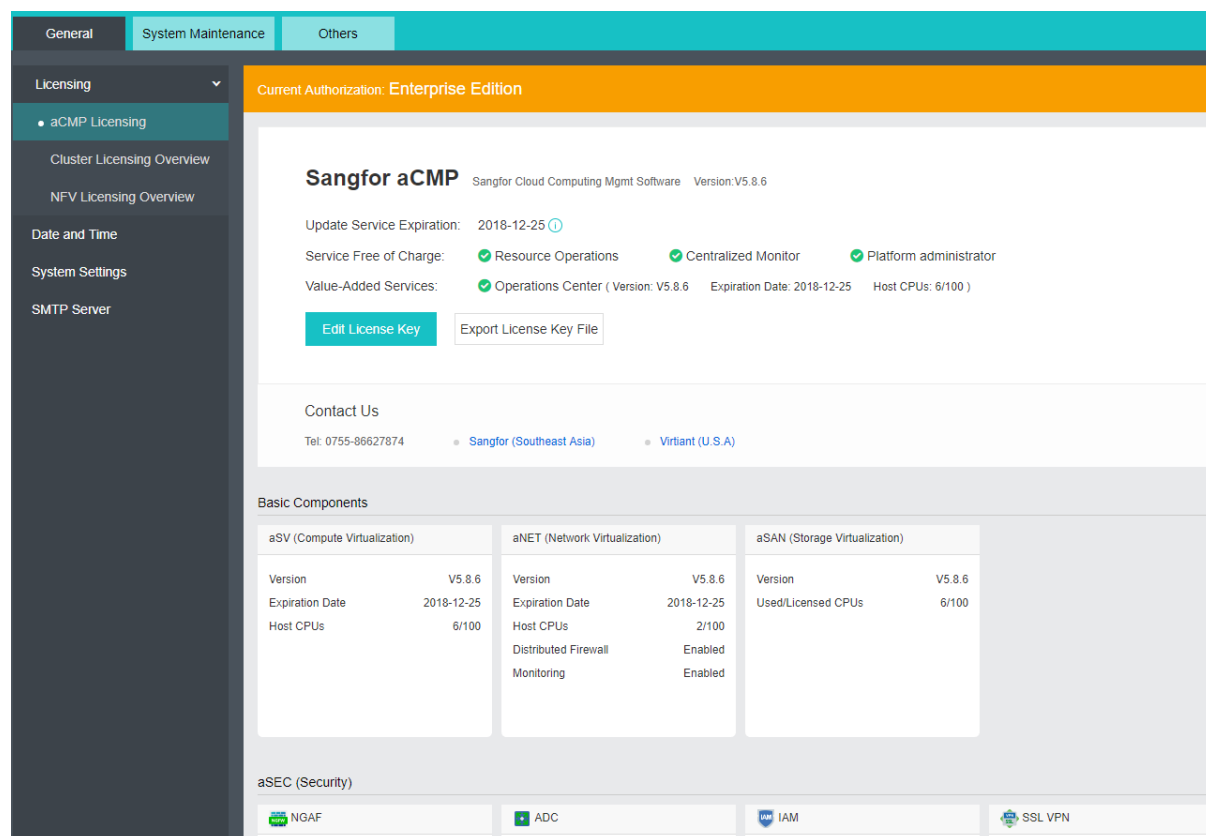 General System Maintenance Others
Licensing
aCMP Licensing
Cluster Licensing Overview
NFV Licensing Overview
Date and Time
System Settings
SMTP Server
Current Authorization: Enterprise Edition
Sangfor aCMP Sangfor Cloud Computing Mgmt Software Version:V5.8.6
Update Service Expiration: 2018-12-25
Service Free of Charge: Resource Operations Centralized Monitor Platform administrator
Value-Added Services: Operations Center ( Version: V5.8.6 Expiration Date: 2018-12-25 Host CPUs: 6/100 )
Edit License Key Export License Key File
Contact Us
Tel: 0755-86627874 Sangfor (Southeast Asia) Virtiant (U.S.A)
Basic Components
aSV (Compute Virtualization)
Version V5.8.6
Expiration Date 2018-12-25
Host CPUs 6/100
aNET (Network Virtualization)
Version V5.8.6
Expiration Date 2018-12-25
Host CPUs 2/100
Distributed Firewall Enabled
Monitoring Enabled
aSAN (Storage Virtualization)
Version V5.8.6
Used/Licensed CPUs 6/100
aSEC (Security)
NGAF ADC IAM SSL VPN